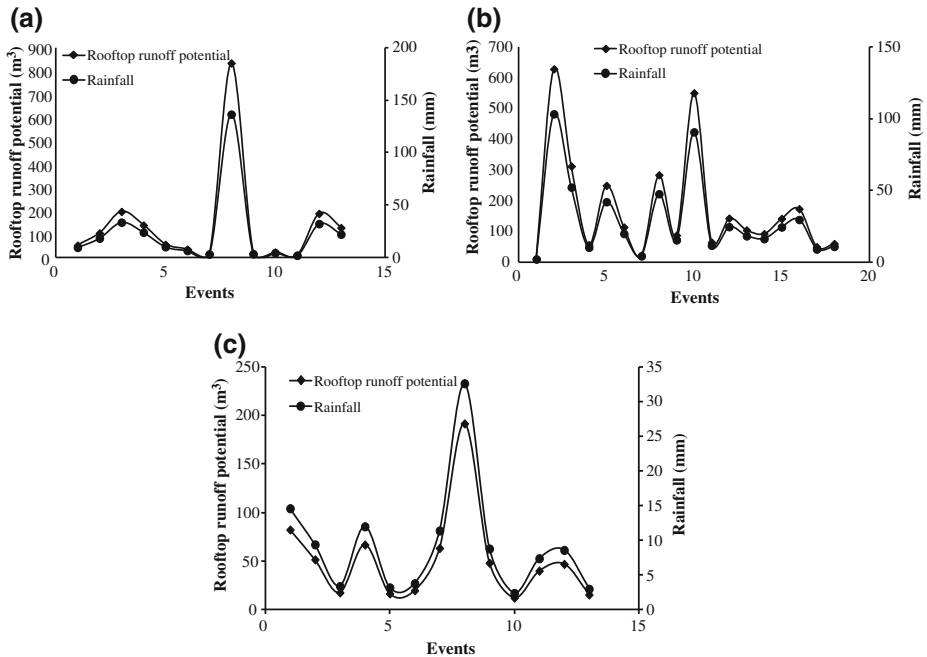 (a)
Rooftop runoff potential (m³)
900
800
700
600
500
400
300
200
100
0
Rooftop runoff potential
Rainfall
200
150
100
50
0
Rainfall (mm)
0 5 10 15
Events
(b)
Rooftop runoff potential (m3)
700
600
500
400
300
200
100
0
Rooftop runoff potential
Rainfall
150
100
50
0
Rainfall (mm)
0 5 10 15 20
Events
(c)
Rooftop runoff potential (m³)
250
200
150
100
50
0
Rooftop runoff potential
Rainfall
35
30
25
20
15
10
5
0
Rainfall (mm)
0 5 10 15
Events